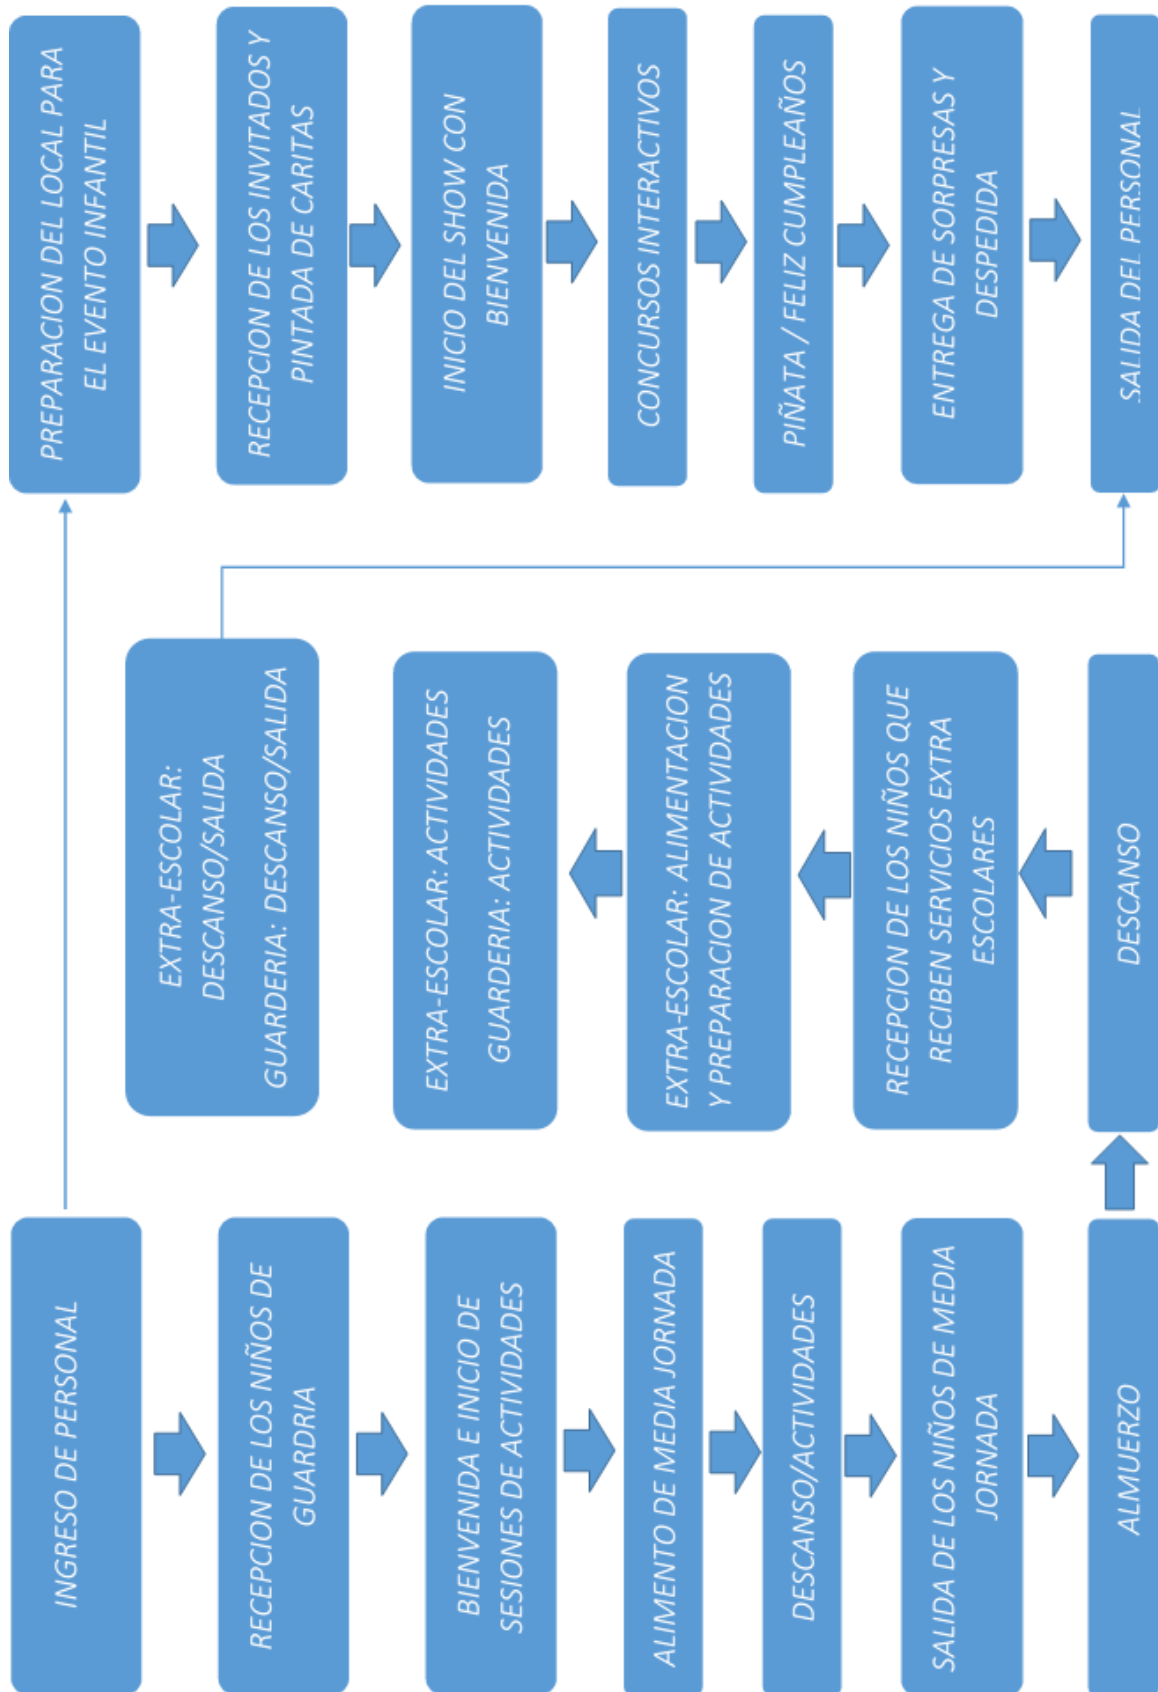 INGRESO DE PERSONAL
RECEPCION DE LOS NIÑOS DE
GUARDRIA
BIENVENIDA E INICIO DE
SESIONES DE ACTIVIDADES
ALIMENTO DE MEDIA JORNADA
DESCANSO/ACTIVIDADES
SALIDA DE LOS NIÑOS DE MEDIA
JORNADA
ALMUERZO
DESCANSO
RECEPCION DE LOS NIÑOS QUE
RECIBEN SERVICIOS EXTRA
ESCOLARES
EXTRA-ESCOLAR: ALIMENTACION
Y PREPARACION DE ACTIVIDADES
EXTRA-ESCOLAR: ACTIVIDADES
GUARDERIA: ACTIVIDADES
EXTRA-ESCOLAR:
DESCANSO/SALIDA
GUARDERIA: DESCANSO/SALIDA
PREPARACION DEL LOCAL PARA
EL EVENTO INFANTIL
RECEPCION DE LOS INVITADOS Y
PINTADA DE CARITAS
INICIO DEL SHOW CON
BIENVENIDA
CONCURSOS INTERACTIVOS
PIÑATA / FELIZ CUMPLEAÑOS
ENTREGA DE SORPRESAS Y
DESPEDIDA
SALIDA DEL PERSONAL